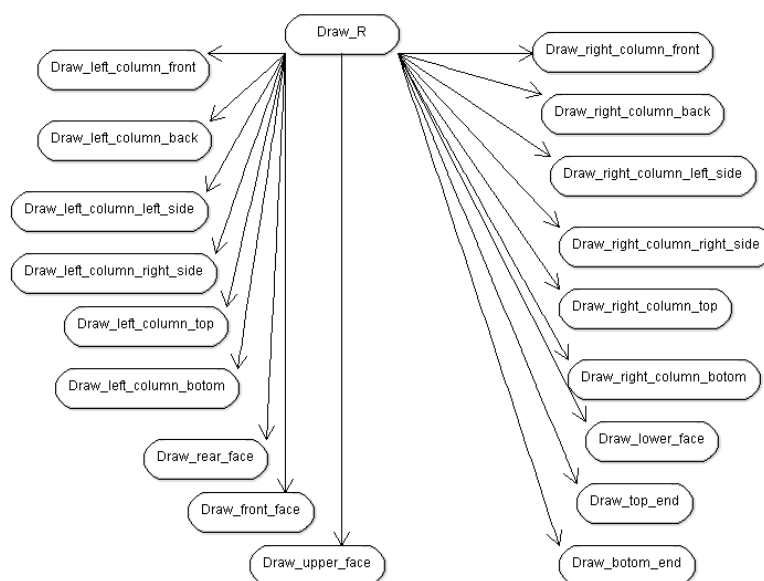 Draw_R
Draw_left_column_front
Draw_left_column_back
Draw_left_column_left_side
Draw_left_column_right_side
Draw_left_column_top
Draw_left_column_botom
Draw_rear_face
Draw_front_face
Draw_upper_face
Draw_right_column_front
Draw_right_column_back
Draw_right_column_left_side
Draw_right_column_right_side
Draw_right_column_top
Draw_right_column_botom
Draw_lower_face
Draw_top_end
Draw_botom_end